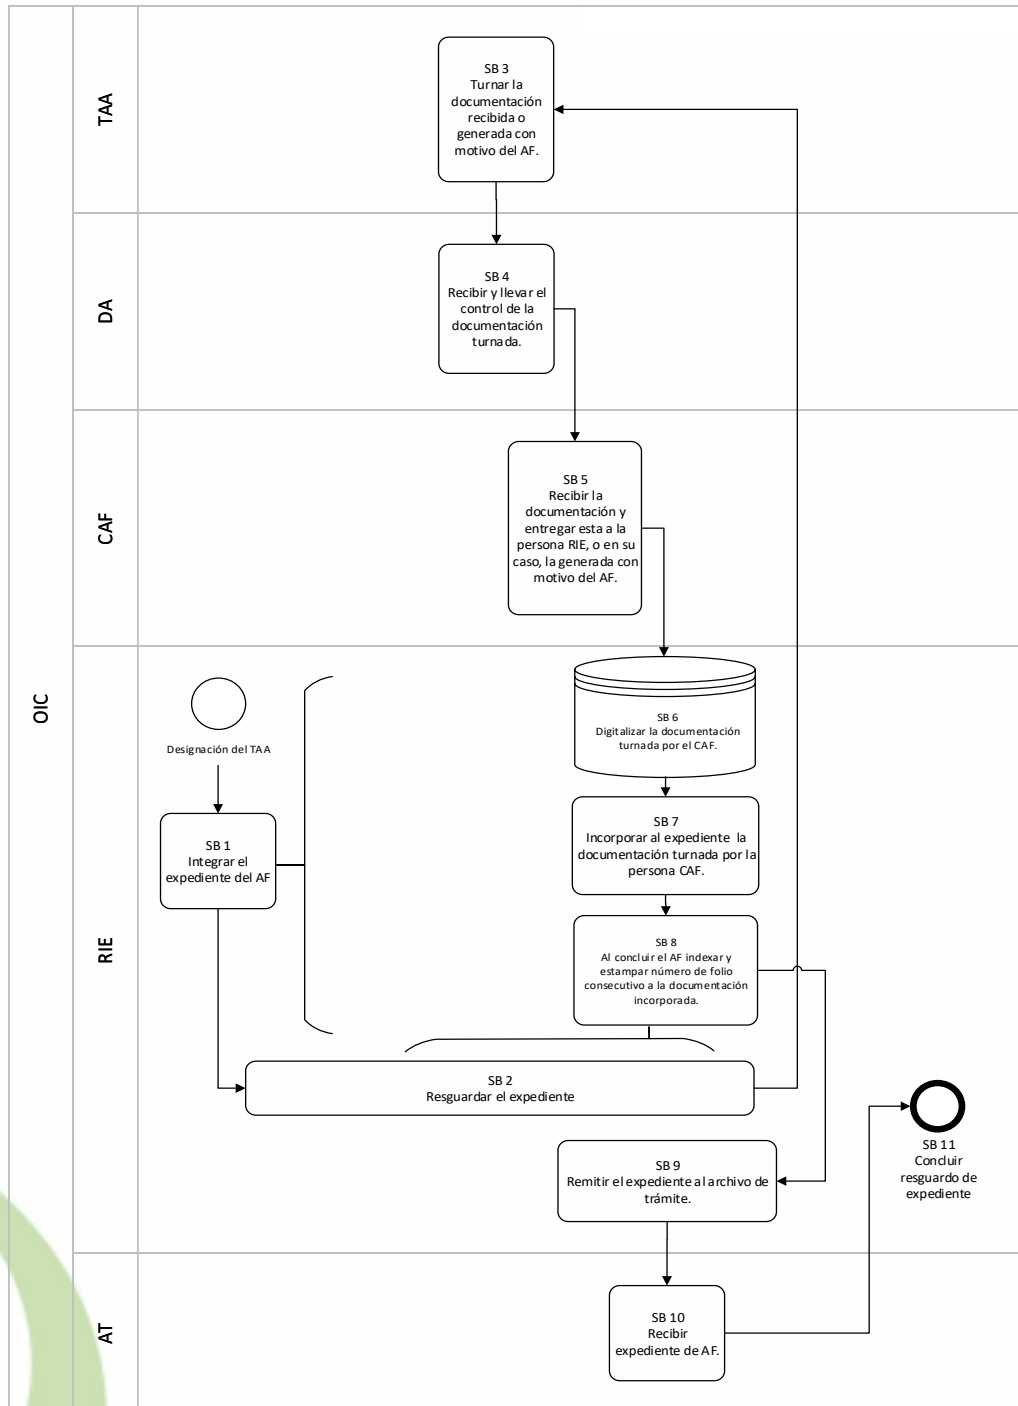 OIC
TAA
SB 3
Turnar la
documentación
recibida o
generada con
motivo del AF.
DA
SB 4
Recibir y llevar el
control de la
documentación
turnada.
CAF
SB 5
Recibir la
documentación y
entregar esta a la
persona RIE, o en su
caso, la generada con
motivo del AF.
RIE
Designación del TAA
SB 1
Integrar el
expediente del AF
SB 6
Digitalizar la documentación
turnada por el CAF.
SB 7
Incorporar al expediente la
documentación turnada por la
persona CAF.
SB 8
Al concluir el AF indexar y
estampar número de folio
consecutivo a la documentación
incorporada.
SB 2
Resguardar el expediente
SB 9
Remitir el expediente al archivo de
trámite.
SB 11
Concluir
resguardo de
expediente
AT
SB 10
Recibir
expediente de AF.